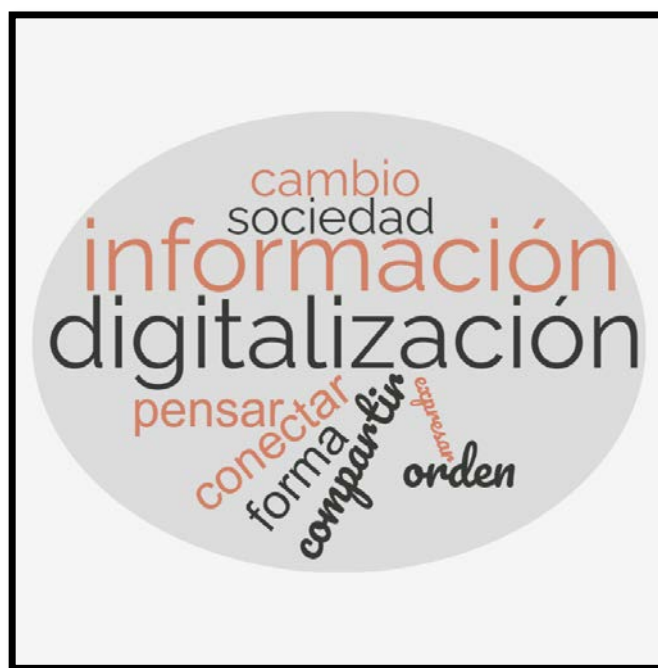 cambio
sociedad
información
digitalización
pensar
conectar
forma
compartir
expresar
orden